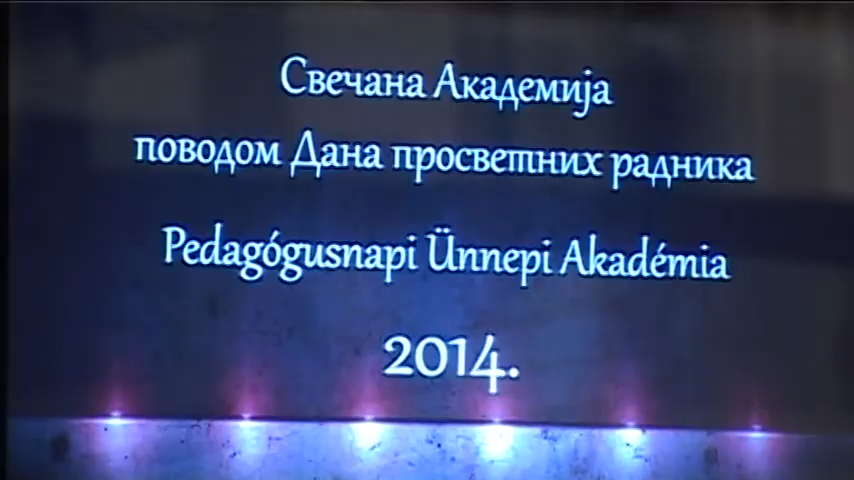 Свечана Академија
поводом Дана просветних радника
Pedagógusnapi Ünnepi Akadémia
2014.